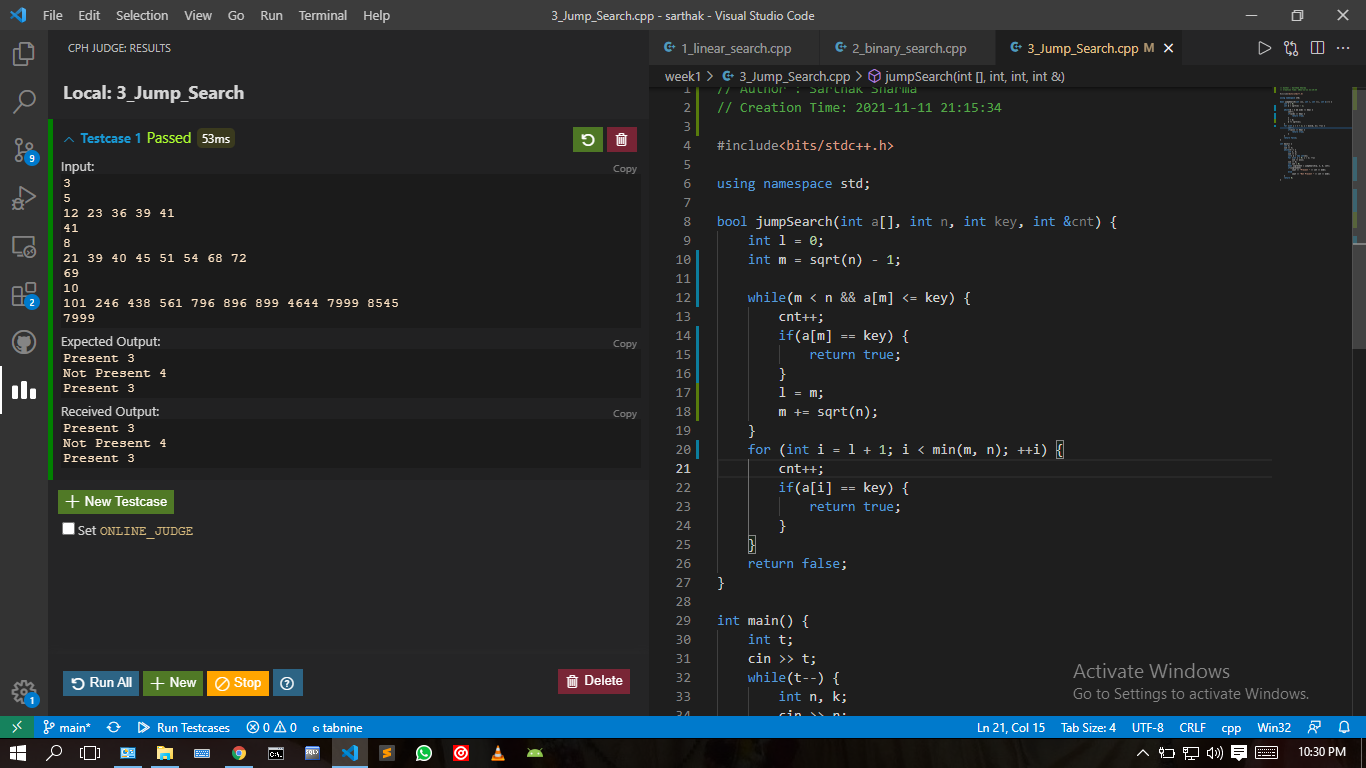 File Edit Selection View Go Run Terminal Help 3_Jump_Search.cpp - sarthak - Visual Studio Code
CPH JUDGE: RESULTS
Local: 3_Jump_Search
Testcase 1 Passed 53ms
Input:
Copy
3
5
12 23 36 39 41
41
8
21 39 40 45 51 54 68 72
69
10
101 246 438 561 796 896 899 4644 7999 8545
7999
Expected Output:
Copy
Present 3
Not Present 4
Present 3
Received Output:
Copy
Present 3
Not Present 4
Present 3
New Testcase
Set ONLINE_JUDGE
Run All New Stop Delete
9
2
1
1_linear_search.cpp 2_binary_search.cpp 3_Jump_Search.cpp M
week1 > 3_Jump_Search.cpp > jumpSearch(int [], int, int, int &)
1 // Author : Sarthak Sharma
2 // Creation Time: 2021-11-11 21:15:34
3
4 #include<bits/stdc++.h>
5
6 using namespace std;
7
8 bool jumpSearch(int a[], int n, int key, int &cnt) {
9 int l = 0;
10 int m = sqrt(n) - 1;
11
12 while(m < n && a[m] <= key) {
13 cnt++;
14 if(a[m] == key) {
15 return true;
16 }
17 l = m;
18 m += sqrt(n);
19 }
20 for (int i = l + 1; i < min(m, n); ++i) {
21 cnt++;
22 if(a[i] == key) {
23 return true;
24 }
25 }
26 return false;
27 }
28
29 int main() {
30 int t;
31 cin >> t;
32 while(t--) {
33 int n, k;
34 cin >> n;
Activate Windows
Go to Settings to activate Windows.
main* Run Testcases 0 0 tabnine Ln 21, Col 15 Tab Size: 4 UTF-8 CRLF cpp Win32
10:30 PM